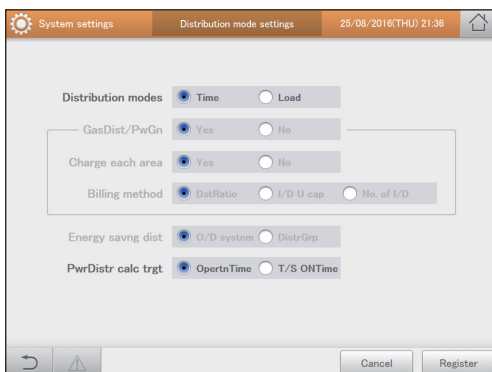 System settings Distribution mode settings 25/08/2016(THU) 21:36
Distribution modes Time Load
GasDist/PwGn Yes No
Charge each area Yes No
Billing method DstRatio I/D U cap No. of I/D
Energy savng dist O/D system DistrGrp
PwrDistr calc trgt OpertnTime T/S ONTime
Cancel Register